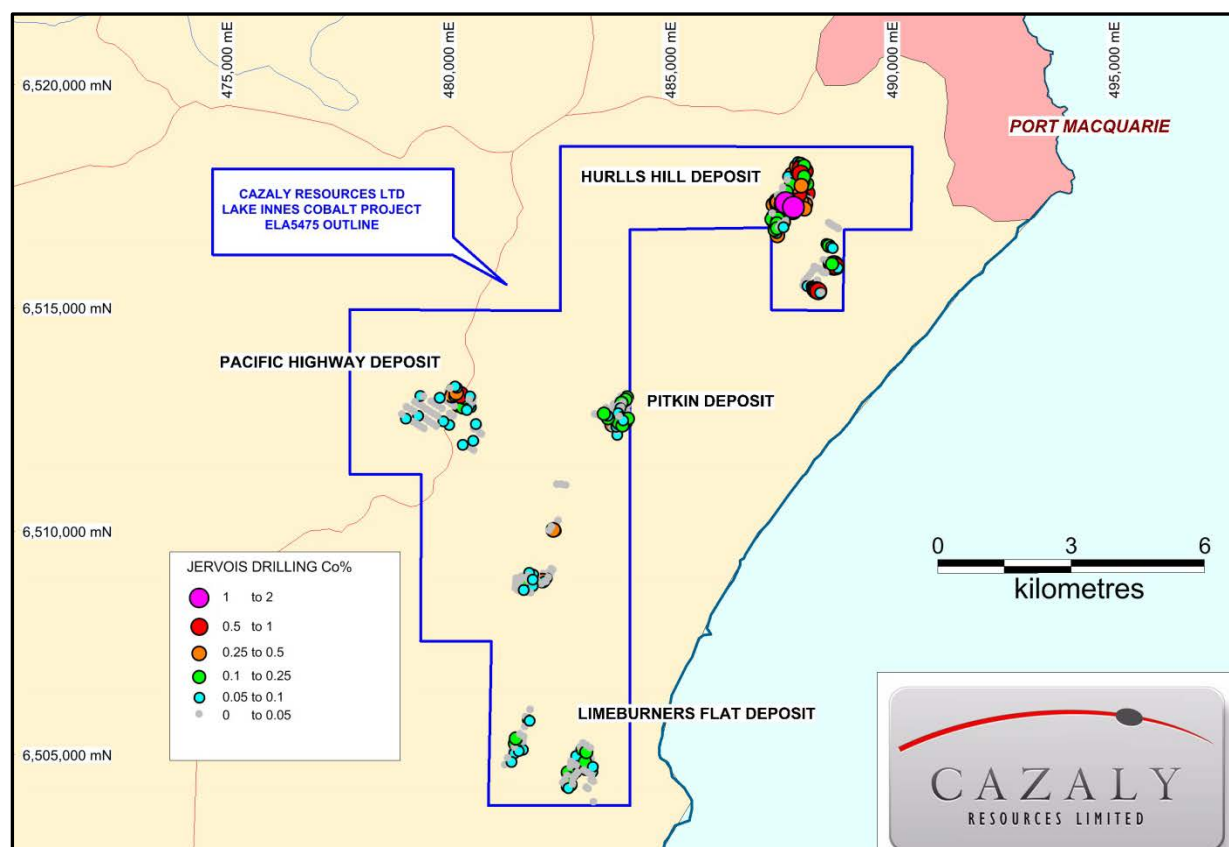 475,000 mE
480,000 mE
485,000 mE
490,000 mE
495,000 mE
6,520,000 mN
PORT MACQUARIE
HURLLS HILL DEPOSIT
CAZALY RESOURCES LTD
LAKE INNES COBALT PROJECT
ELA5475 OUTLINE
6,515,000 mN
PACIFIC HIGHWAY DEPOSIT
PITKIN DEPOSIT
6,510,000 mN
JERVOIS DRILLING Co%
1 to 2
0.5 to 1
0.25 to 0.5
0.1 to 0.25
0.05 to 0.1
0 to 0.05
0 3 6
kilometres
LIMEBURNERS FLAT DEPOSIT
6,505,000 mN
CAZALY
RESOURCES LIMITED